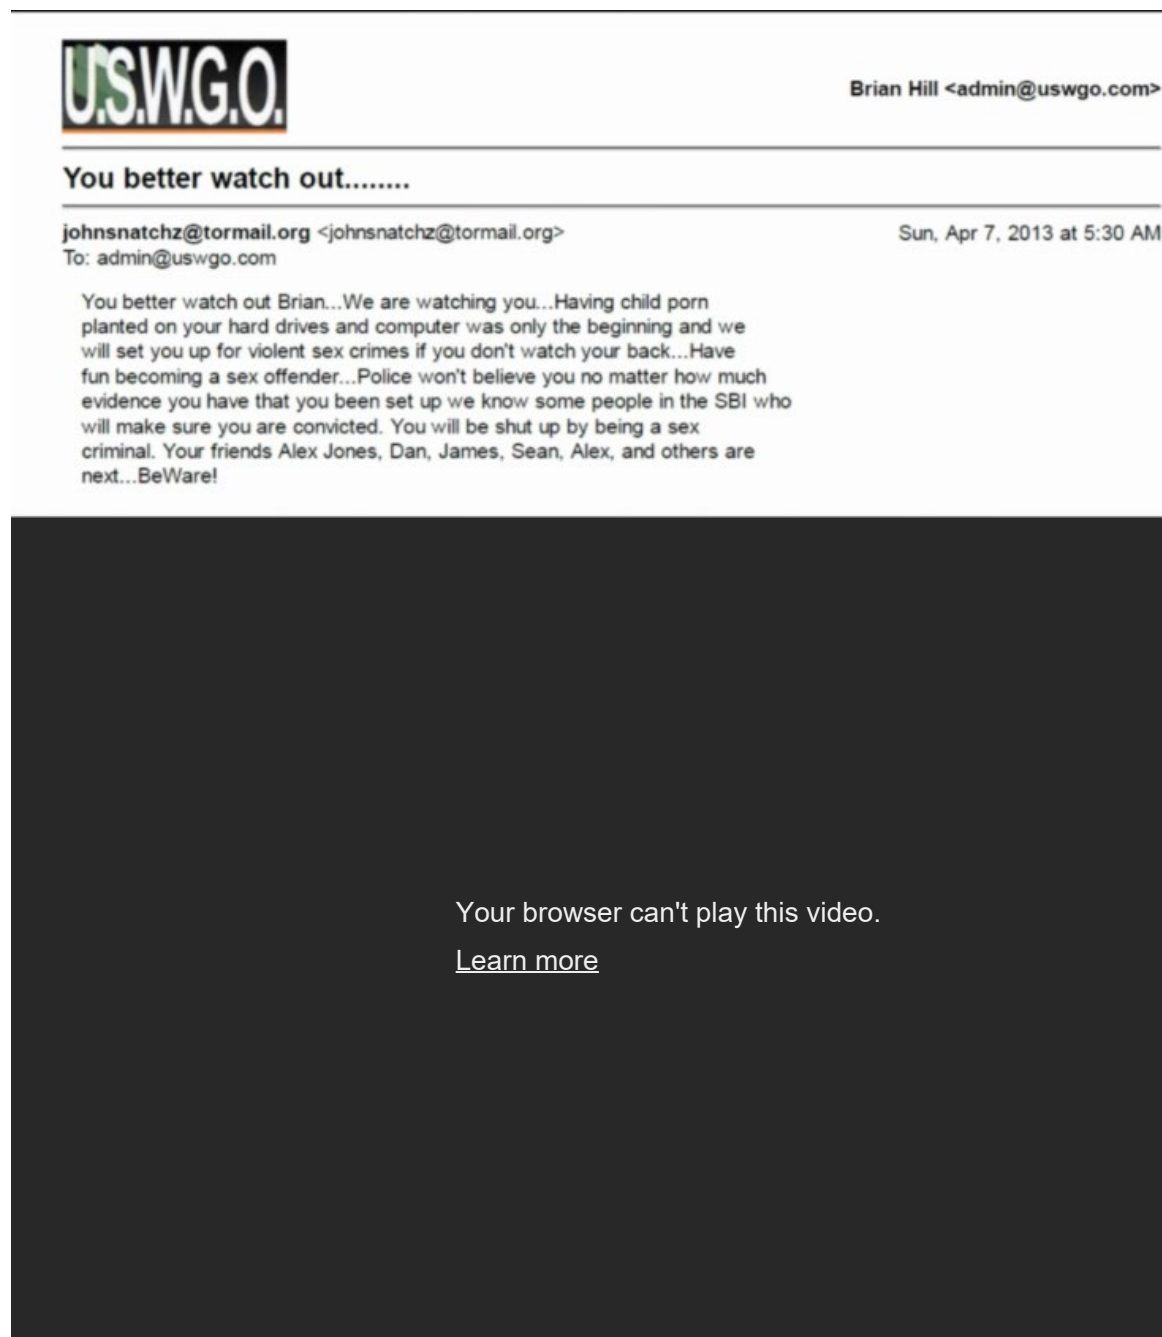 U.S.W.G.O.
Brian Hill <admin@uswgo.com>
You better watch out........
johnsnatchz@tormail.org <johnsnatchz@tormail.org>
Sun, Apr 7, 2013 at 5:30 AM
To: admin@uswgo.com
You better watch out Brian...We are watching you...Having child porn
planted on your hard drives and computer was only the beginning and we
will set you up for violent sex crimes if you don't watch your back...Have
fun becoming a sex offender...Police won't believe you no matter how much
evidence you have that you been set up we know some people in the SBI who
will make sure you are convicted. You will be shut up by being a sex
criminal. Your friends Alex Jones, Dan, James, Sean, Alex, and others are
next...BeWare!
Your browser can't play this video.
Learn more